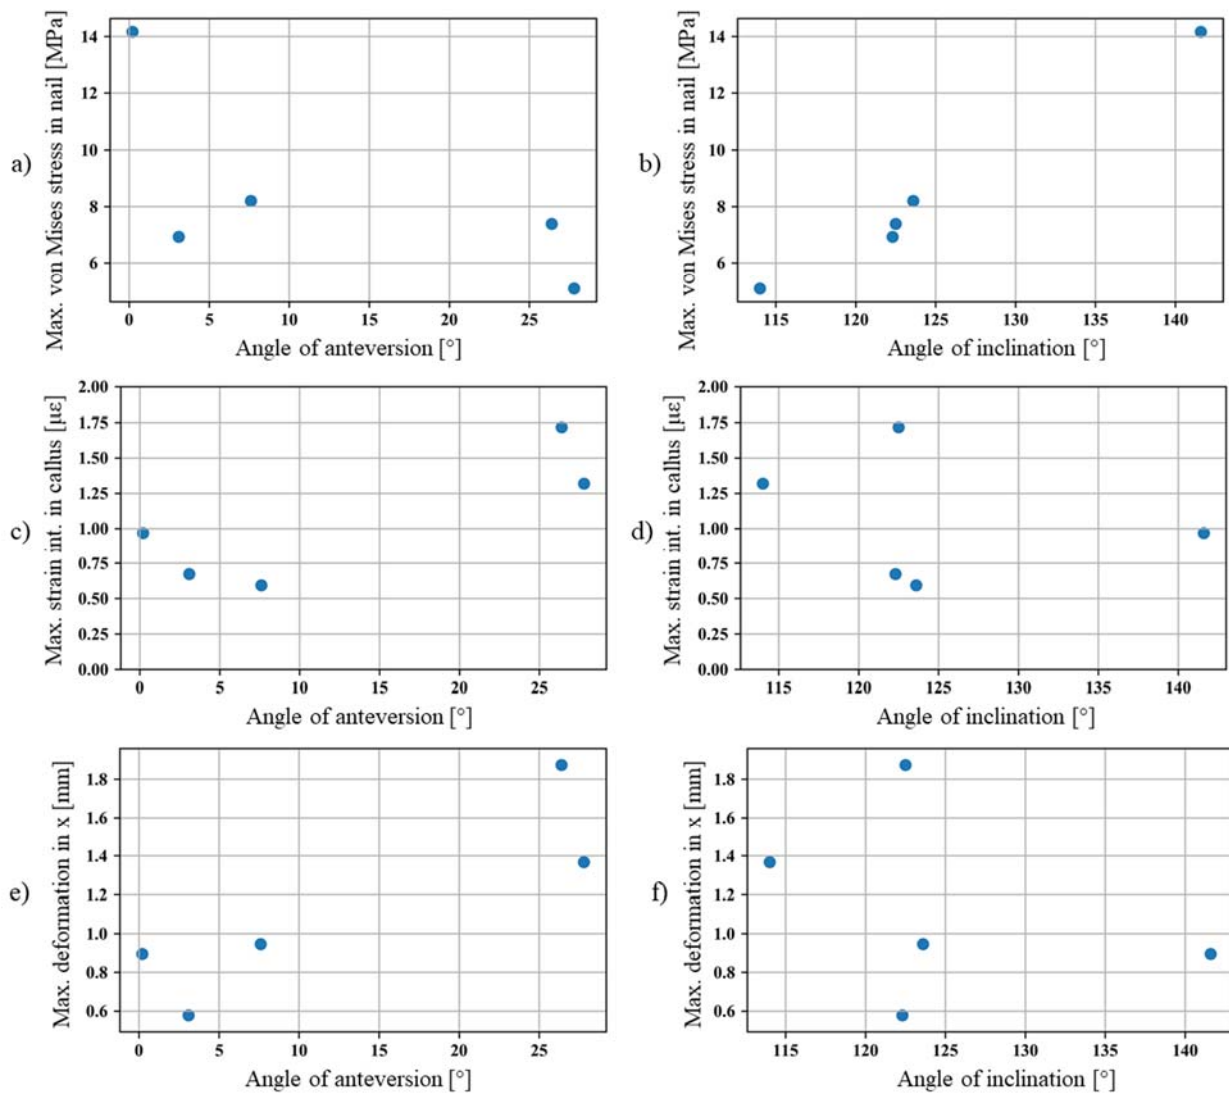 a)
Max. von Mises stress in nail [MPa]
14
12
10
8
6
0 5 10 15 20 25
Angle of anteversion [°]
b)
Max. von Mises stress in nail [MPa]
14
12
10
8
6
115 120 125 130 135 140
Angle of inclination [°]
c)
Max. strain int. in callus [με]
2.00
1.75
1.50
1.25
1.00
0.75
0.50
0.25
0.00
0 5 10 15 20 25
Angle of anteversion [°]
d)
Max. strain int. in callus [με]
2.00
1.75
1.50
1.25
1.00
0.75
0.50
0.25
0.00
115 120 125 130 135 140
Angle of inclination [°]
e)
Max. deformation in x [mm]
1.8
1.6
1.4
1.2
1.0
0.8
0.6
0 5 10 15 20 25
Angle of anteversion [°]
f)
Max. deformation in x [mm]
1.8
1.6
1.4
1.2
1.0
0.8
0.6
115 120 125 130 135 140
Angle of inclination [°]